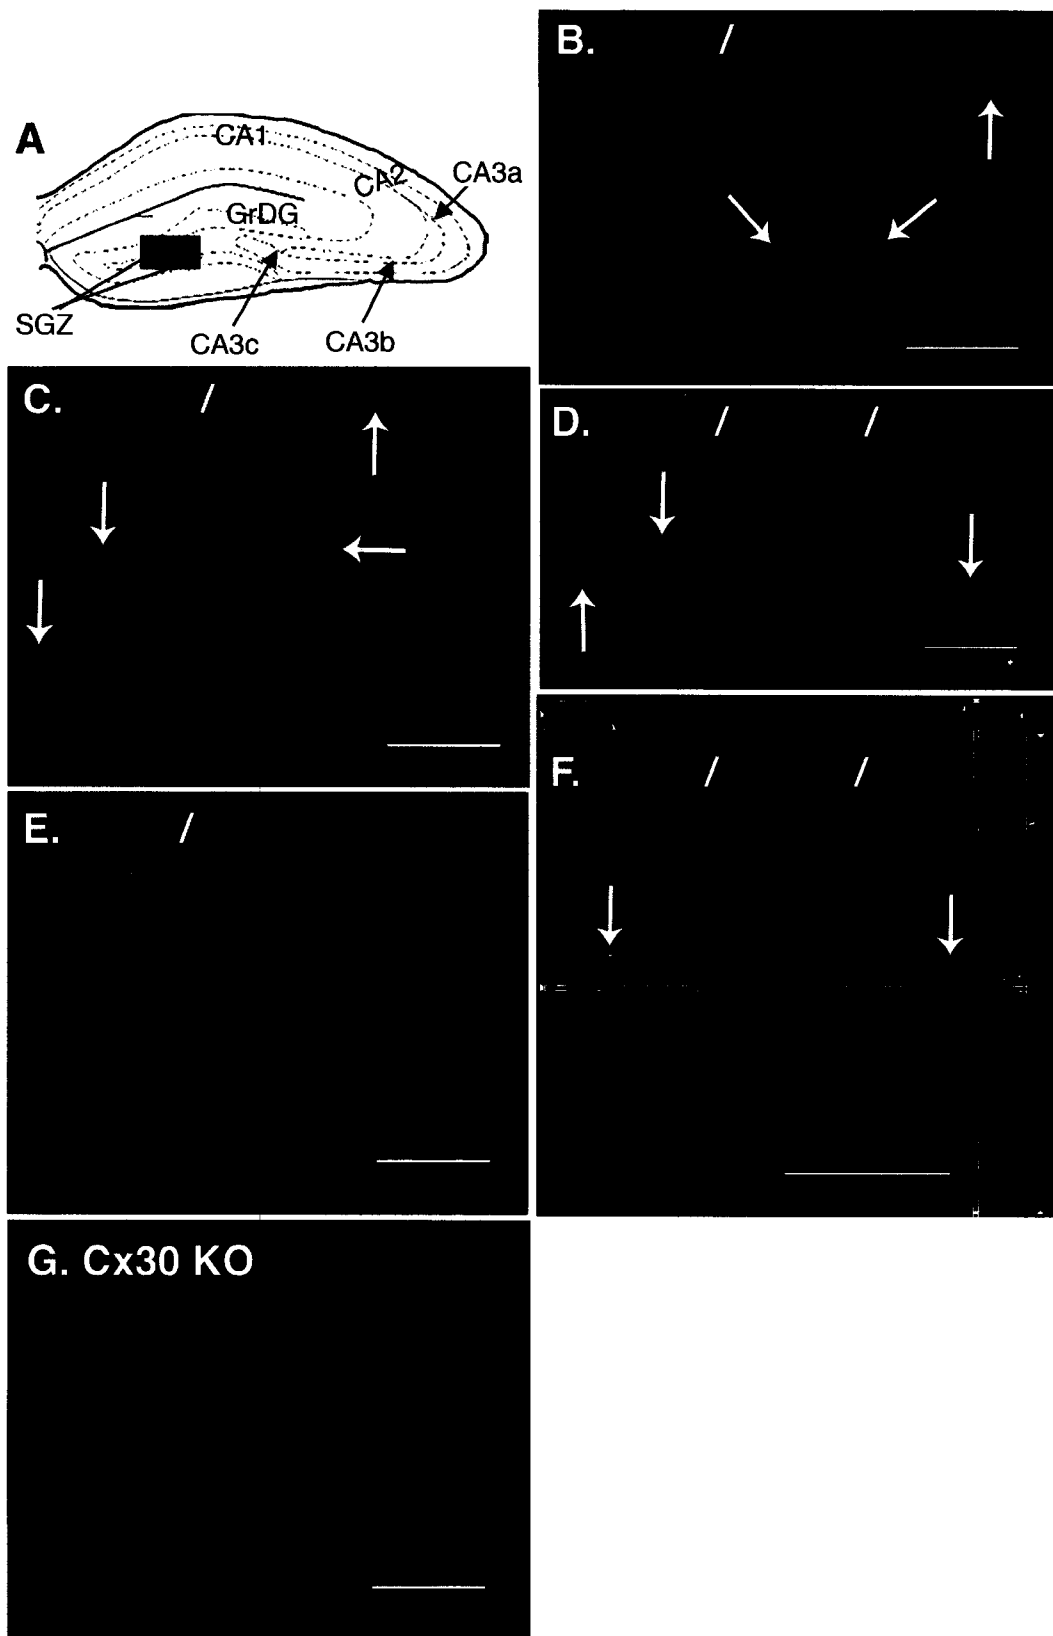 A
CA1
CA2
CA3a
GrDG
SGZ
CA3c
CA3b
B. /
C. /
D. / /
E. /
F. / /
G. Cx30 KO